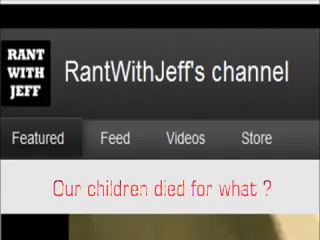 RANT
WITH
JEFF
RantWithJeff's channel
Featured Feed Videos Store
Our children died for what ?